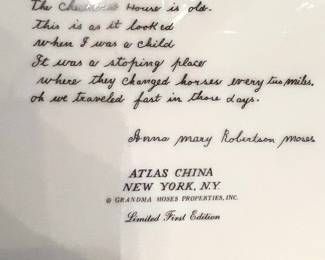 The Checkered House is old.
this is as it looked
when I was a child
It was a stoping place
where they changed horses every two miles.
oh we traveled fast in those days.
Anna Mary Robertson Moses
ATLAS CHINA
NEW YORK, N.Y.
© GRANDMA MOSES PROPERTIES, INC.
Limited First Edition